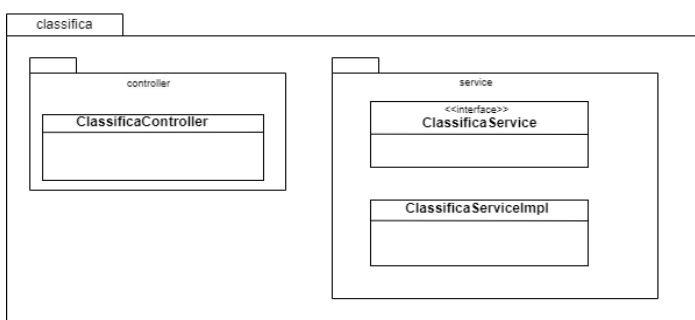 classifica
controller
ClassificaController
service
<<interface>>
ClassificaService
ClassificaServiceImpl